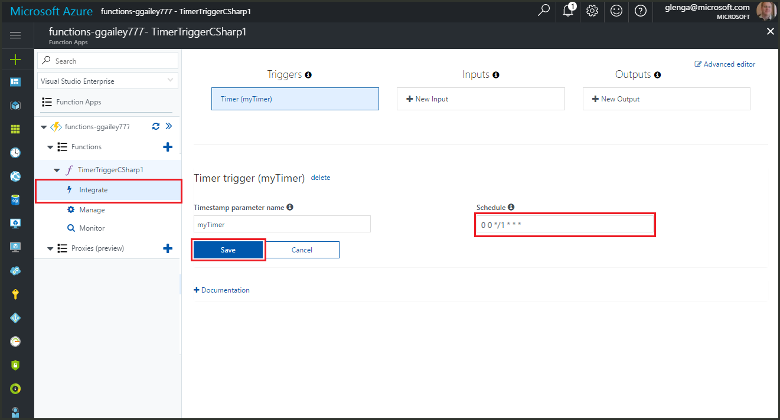 Microsoft Azure functions-ggailey777 - TimerTriggerCSharp1
1
glenga@microsoft.com
MICROSOFT
functions-ggailey777 - TimerTriggerCSharp1
Function Apps
Search
Visual Studio Enterprise
Function Apps
functions-ggailey777
Functions
TimerTriggerCSharp1
Integrate
Manage
Monitor
Proxies (preview)
Advanced editor
Triggers
Inputs
Outputs
Timer (myTimer)
New Input
New Output
Timer trigger (myTimer) delete
Timestamp parameter name
Schedule
myTimer
0 0 */1 * * *
Save
Cancel
Documentation